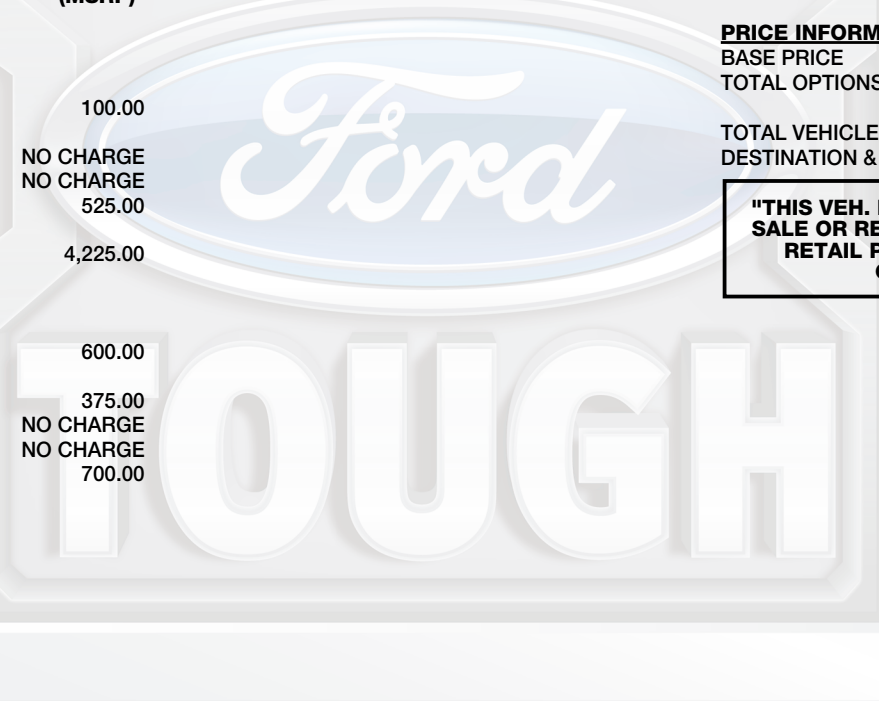 (MSRP)
100.00
NO CHARGE
NO CHARGE
525.00
4,225.00
600.00
375.00
NO CHARGE
NO CHARGE
700.00
PRICE INFORM
BASE PRICE
TOTAL OPTIONS
TOTAL VEHICLE
DESTINATION &
"THIS VEH.
SALE OR RE
RETAIL
Ford
TOUGH